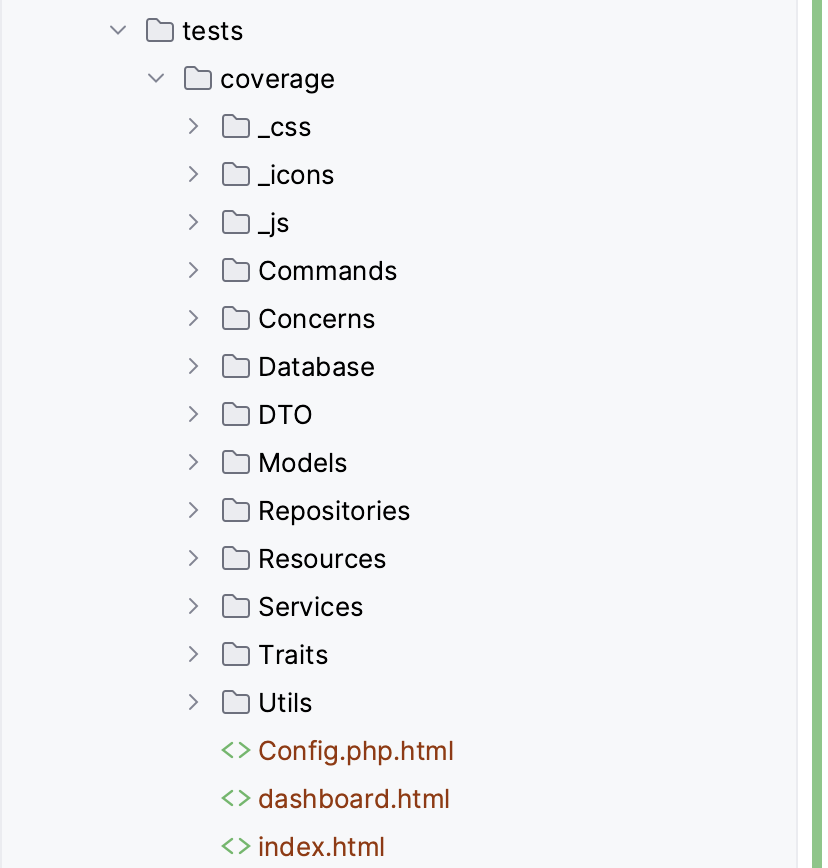 tests
coverage
_css
_icons
_js
Commands
Concerns
Database
DTO
Models
Repositories
Resources
Services
Traits
Utils
Config.php.html
dashboard.html
index.html